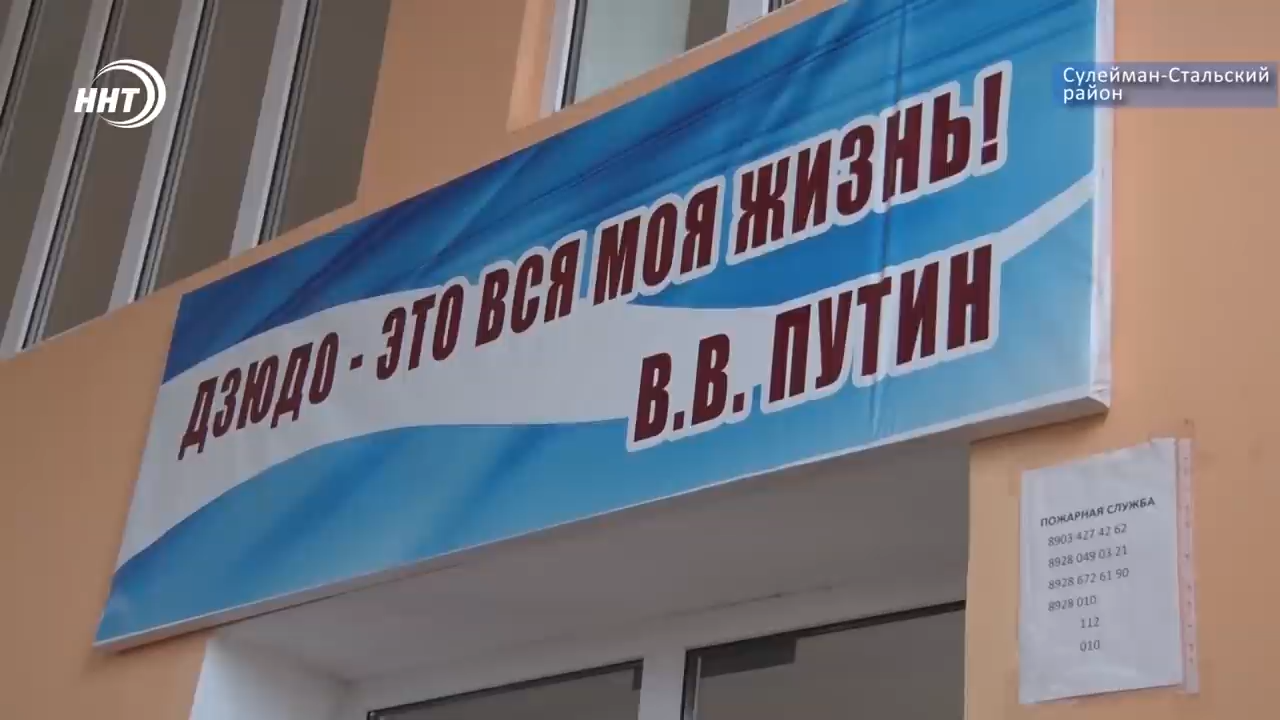 ННТ
Сулейман-Стальский
район
ДЗЮДО - ЭТО ВСЯ МОЯ ЖИЗНЬ!
В.В. ПУТИН
ПОЖАРНАЯ СЛУЖБА
8903 427 42 62
8928 049 03 21
8928 672 61 90
8928 010
112
010